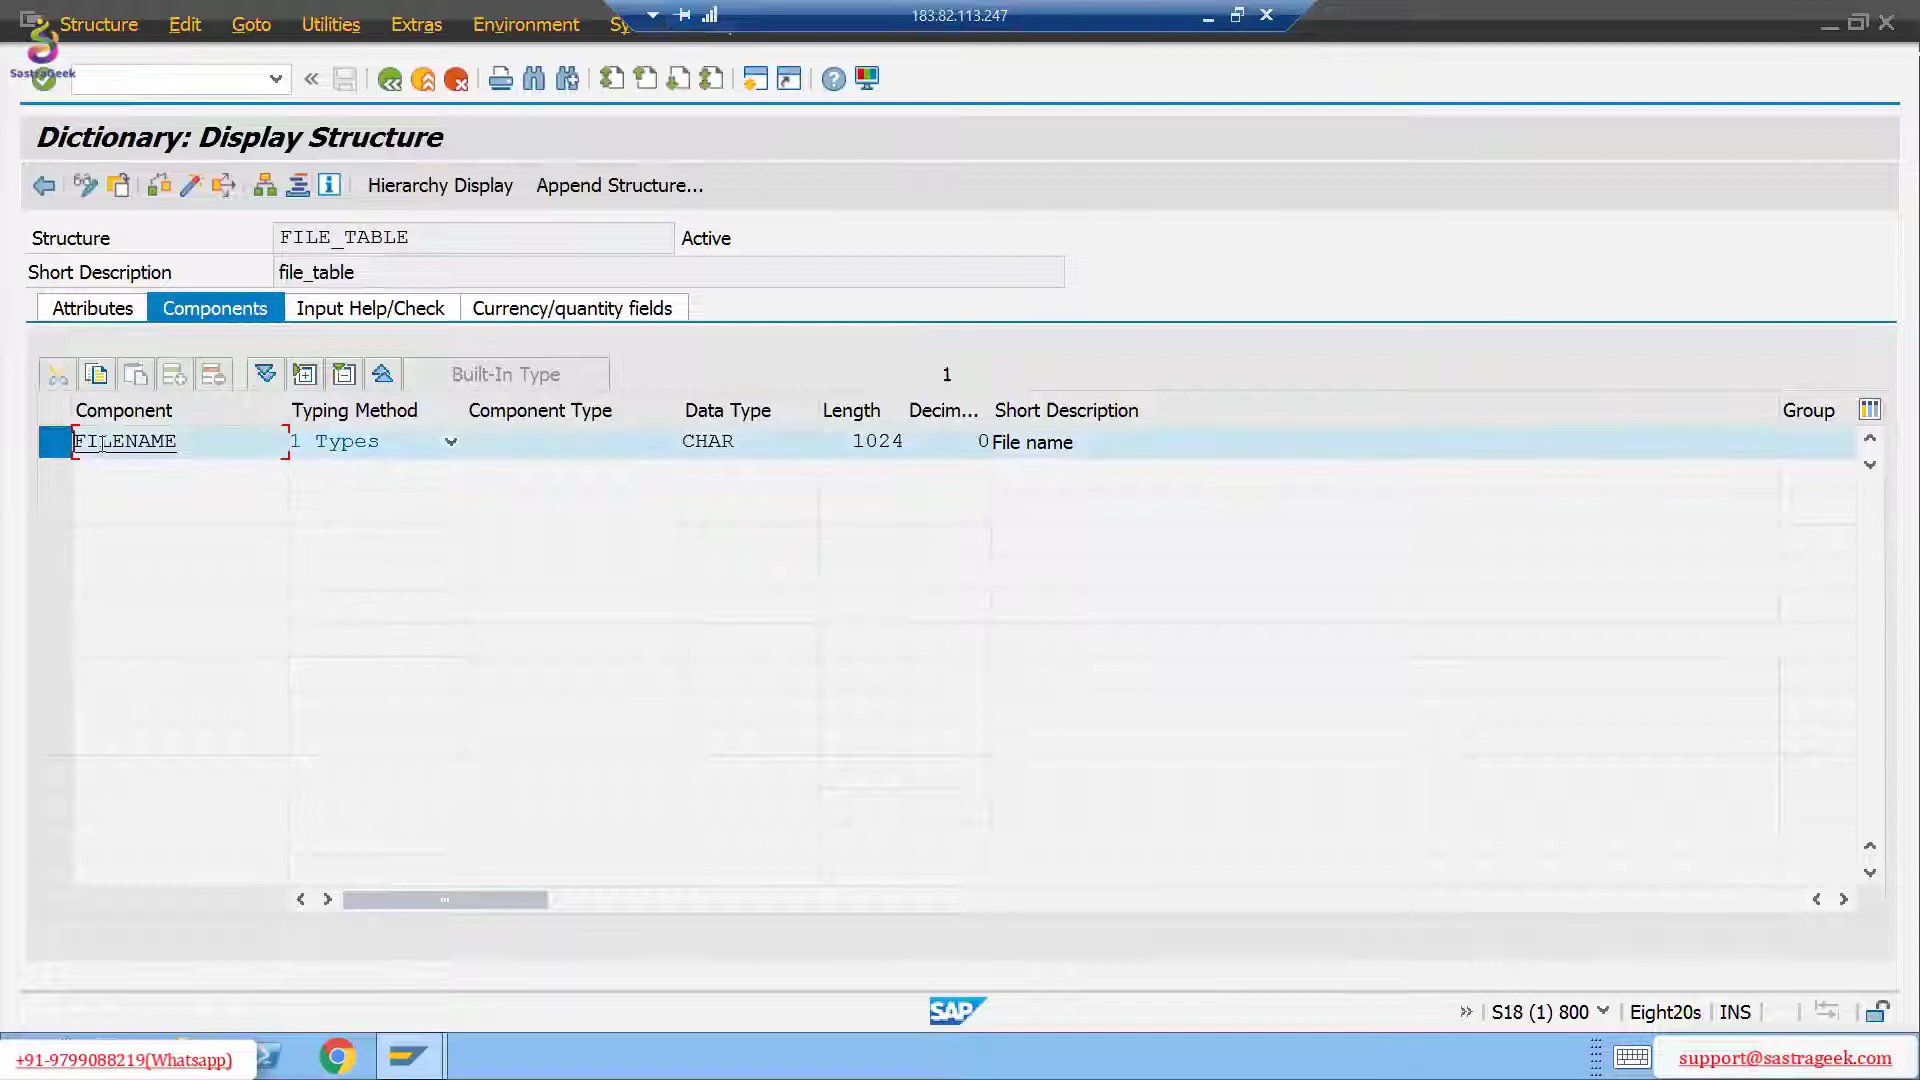 183.82.113.247
Structure Edit Goto Utilities Extras Environment Sy
SastraGeek
Dictionary: Display Structure
Hierarchy Display Append Structure...
Structure FILE_TABLE Active
Short Description file_table
Attributes Components Input Help/Check Currency/quantity fields
Built-In Type 1
Component Typing Method Component Type Data Type Length Decim... Short Description Group
FILENAME 1 Types CHAR 1024 0 File name
SAP S18 (1) 800 Eight20s INS
+91-9799088219(Whatsapp) support@sastrageek.com